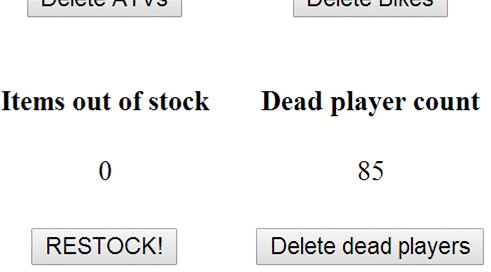 Delete ATVs Delete Bikes
Items out of stock Dead player count
0 85
RESTOCK! Delete dead players